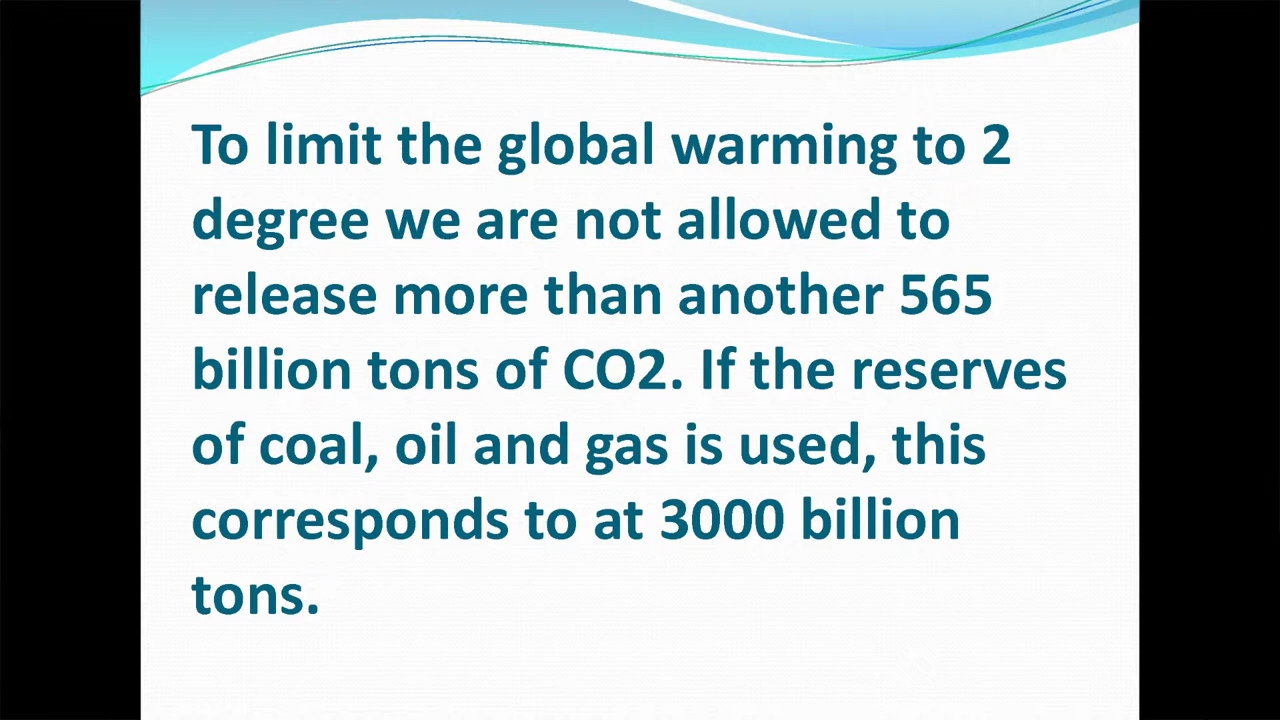 To limit the global warming to 2
degree we are not allowed to
release more than another 565
billion tons of CO2. If the reserves
of coal, oil and gas is used, this
corresponds to at 3000 billion
tons.